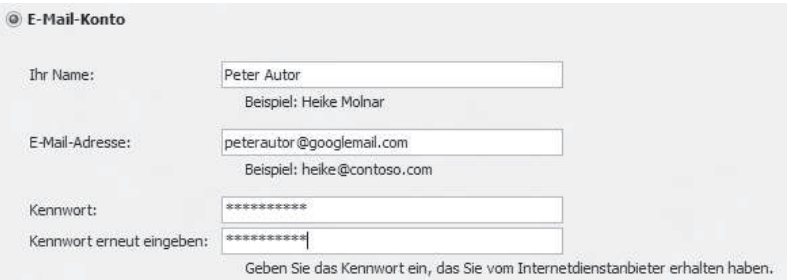 E-Mail-Konto
Ihr Name: Peter Autor
Beispiel: Heike Molnar
E-Mail-Adresse: peterautor@googlemail.com
Beispiel: heike@contoso.com
Kennwort: **********
Kennwort erneut eingeben: **********
Geben Sie das Kennwort ein, das Sie vom Internetdienstanbieter erhalten haben.